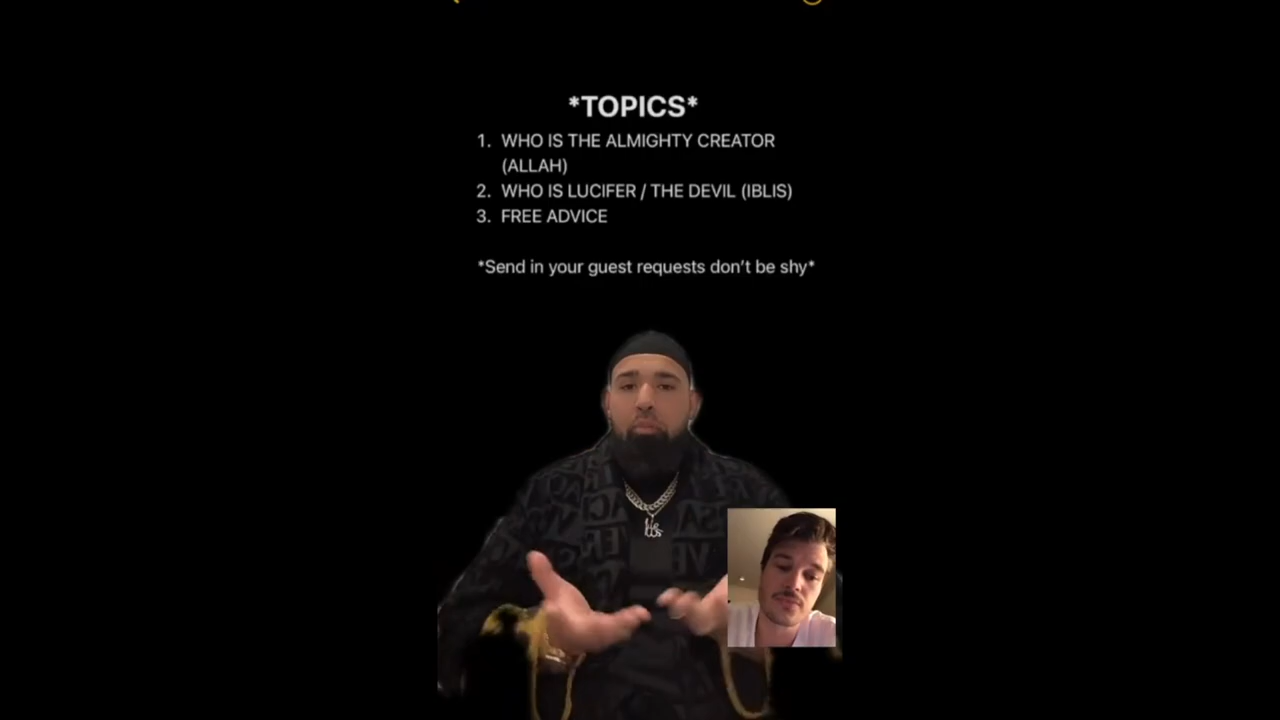 *TOPICS*
1. WHO IS THE ALMIGHTY CREATOR
(ALLAH)
2. WHO IS LUCIFER / THE DEVIL (IBLIS)
3. FREE ADVICE
*Send in your guest requests don't be shy*